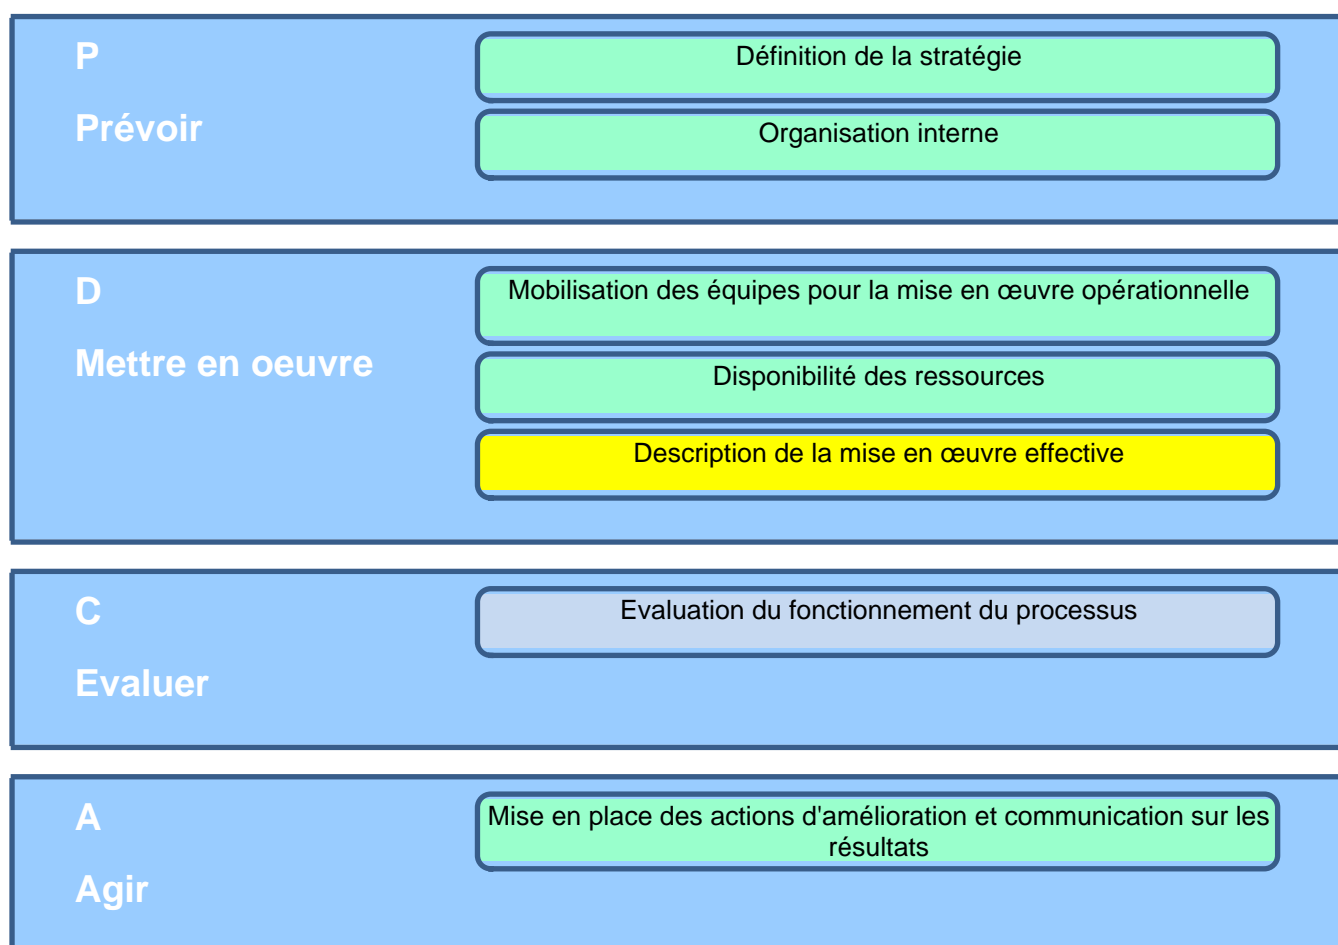 P
Prévoir
Définition de la stratégie
Organisation interne
D
Mettre en oeuvre
Mobilisation des équipes pour la mise en œuvre opérationnelle
Disponibilité des ressources
Description de la mise en œuvre effective
C
Evaluer
Evaluation du fonctionnement du processus
A
Agir
Mise en place des actions d'amélioration et communication sur les
résultats